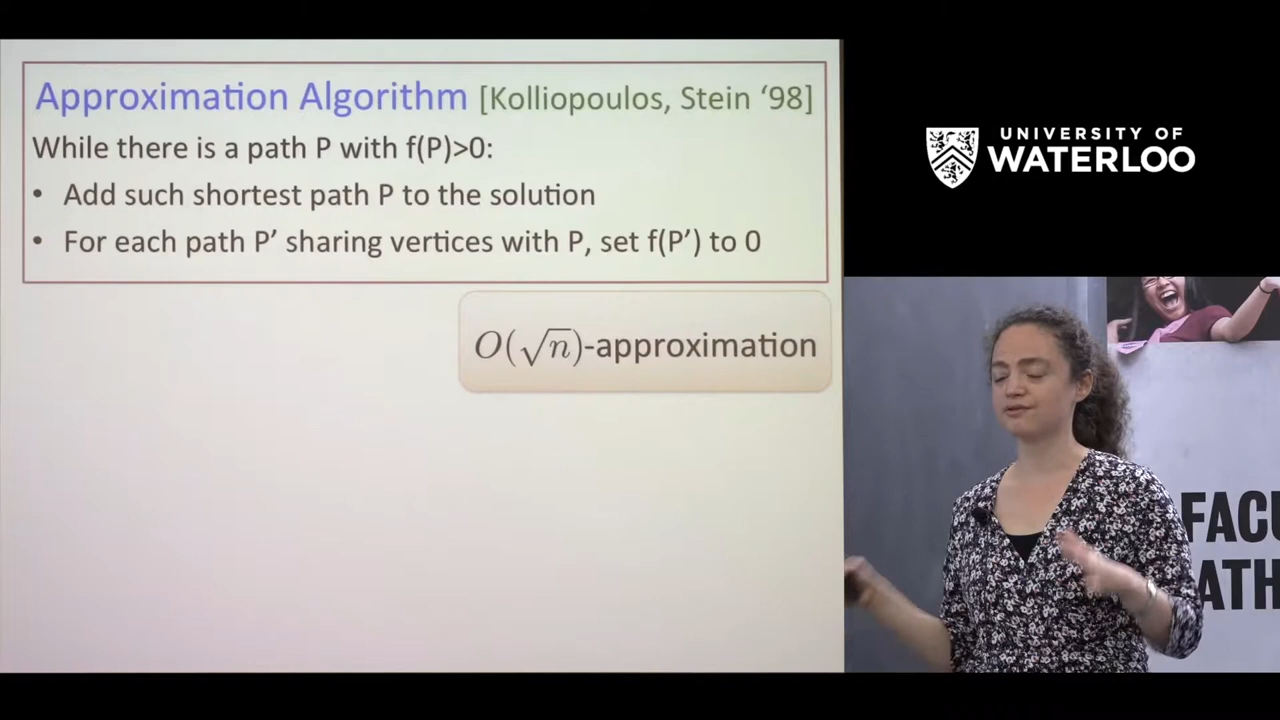 Approximation Algorithm [Kolliopoulos, Stein ‘98]
While there is a path P with f(P)>0:
• Add such shortest path P to the solution
• For each path P’ sharing vertices with P, set f(P’) to 0
O(√n)-approximation
UNIVERSITY OF
WATERLOO
FACU
ATH